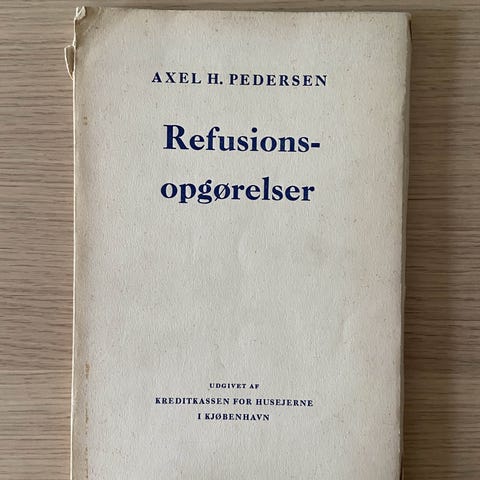 AXEL H. PEDERSEN
Refusions-
opgørelser
UDGIVET AF
KREDITKASSEN FOR HUSEJERNE
I KJØBENHAVN